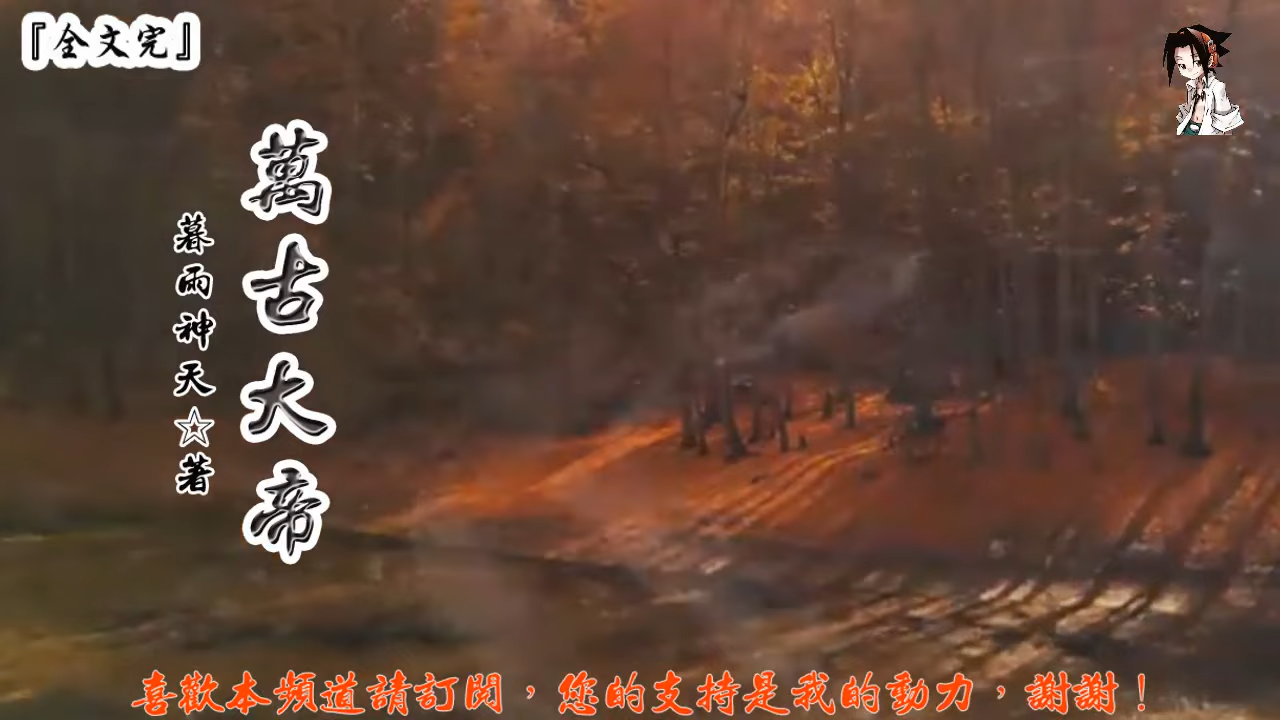 『全文完』
萬古大帝
暮雨神天☆著
喜歡本頻道請訂閱，您的支持是我的動力，謝謝！